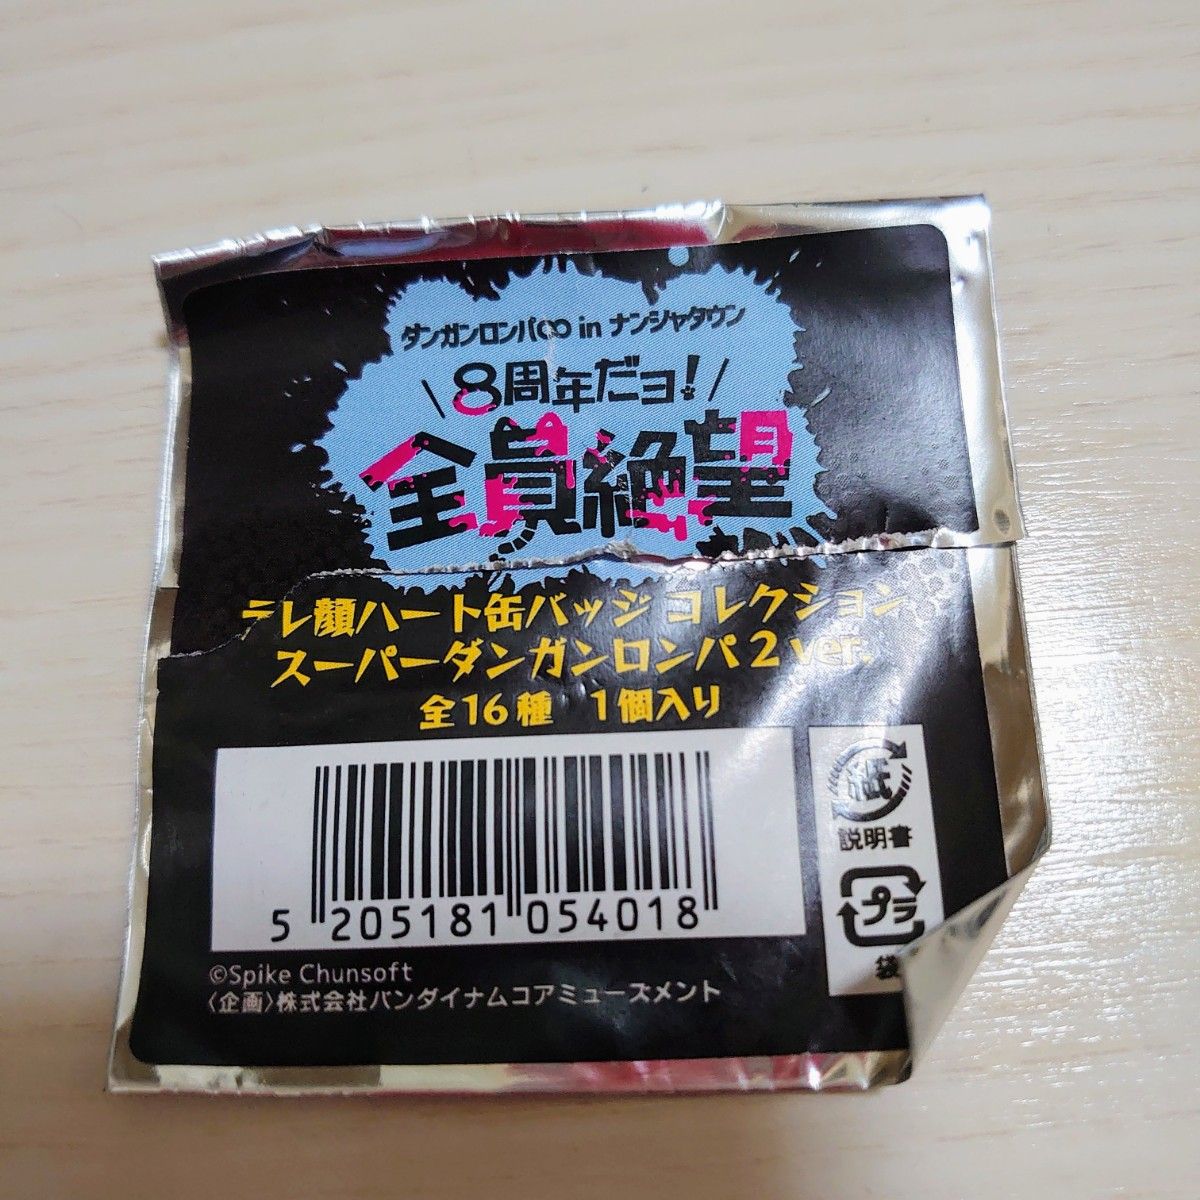 ダンガンロンパ∞ in ナンジャタウン
\8周年だヨ!/
全員絶望
テレ顔ハート缶バッジ コレクション
スーパーダンガンロンパ2 ver.
全16種 1個入り
5 205181 054018
紙
説明書
プラ
袋
©Spike Chunsoft
〈企画〉株式会社バンダイナムコアミューズメント